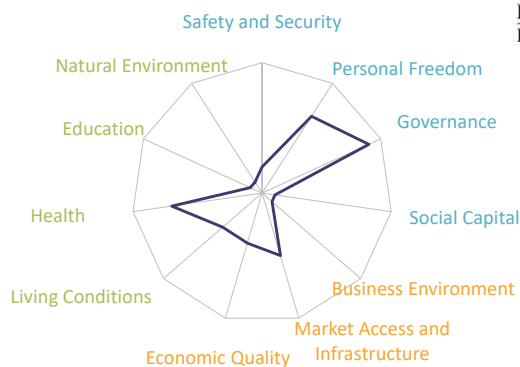 Safety and Security
Natural Environment
Personal Freedom
Education
Governance
Health
Social Capital
Living Conditions
Business Environment
Market Access and
Infrastructure
Economic Quality